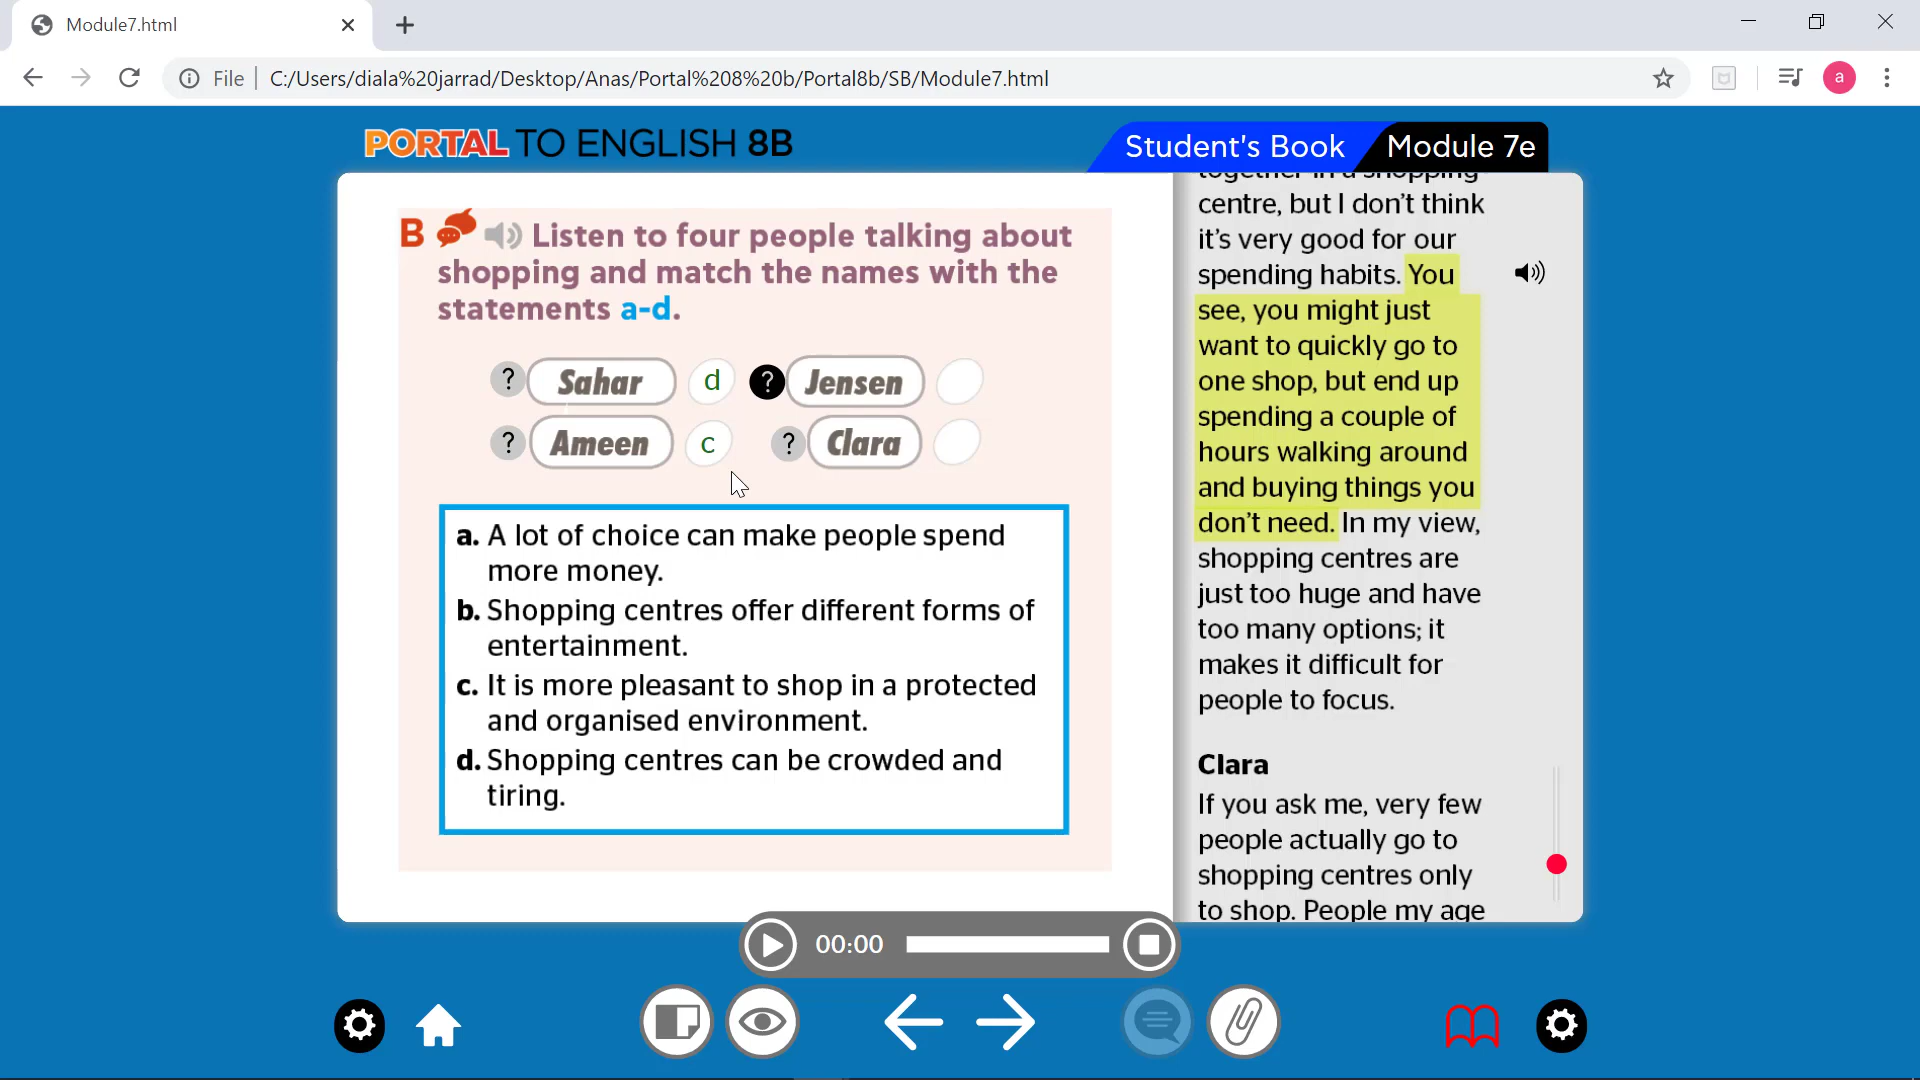 Module7.html
File C:/Users/diala%20jarrad/Desktop/Anas/Portal%208%20b/Portal8b/SB/Module7.html
a
PORTAL TO ENGLISH 8B
Student's Book Module 7e
B Listen to four people talking about
shopping and match the names with the
statements a-d.
? Sahar d ? Jensen
? Ameen c ? Clara
a. A lot of choice can make people spend
more money.
b. Shopping centres offer different forms of
entertainment.
c. It is more pleasant to shop in a protected
and organised environment.
d. Shopping centres can be crowded and
tiring.
together in a shopping
centre, but I don't think
it's very good for our
spending habits. You
see, you might just
want to quickly go to
one shop, but end up
spending a couple of
hours walking around
and buying things you
don't need. In my view,
shopping centres are
just too huge and have
too many options; it
makes it difficult for
people to focus.
Clara
If you ask me, very few
people actually go to
shopping centres only
to shop. People my age
00:00